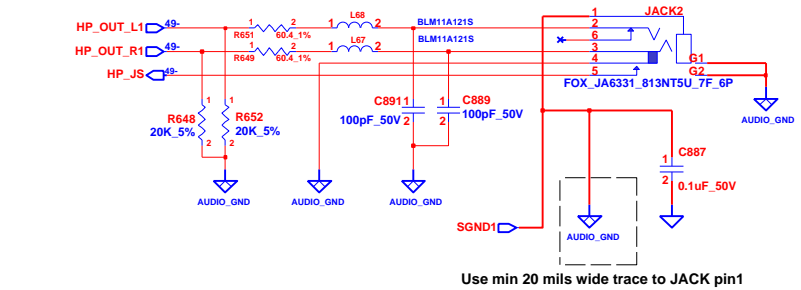 HP_OUT_L1 49- 1 R651 2 60.4_1% 1 L68 2 BLM11A121S 1 JACK2
2
HP_OUT_R1 49- 1 R649 2 60.4_1% 1 L67 2 BLM11A121S 6
3
4 G1
HP_JS 49- 5 G2
FOX_JA6331_813NT5U_7F_6P
1 1 C891 1 1 C889
R648 R652 100pF_50V 2 2 100pF_50V
20K_5% 20K_5%
2 2
AUDIO_GND
AUDIO_GND AUDIO_GND AUDIO_GND
1 C887
2 0.1uF_50V
SGND1 AUDIO_GND
Use min 20 mils wide trace to JACK pin1